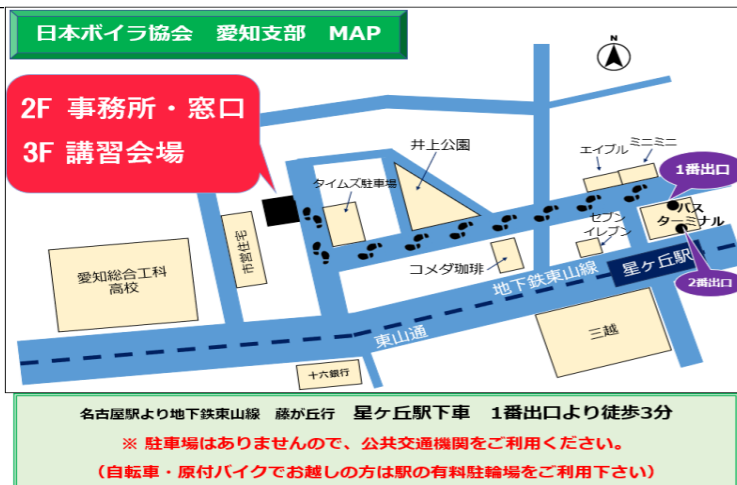 日本ボイラ協会　愛知支部　MAP
N
2F 事務所・窓口
3F 講習会場
井上公園
エイブル
ミニミニ
1番出口
タイムズ駐車場
バス
ターミナル
市営住宅
セブン
イレブン
コメダ珈琲
愛知総合工科
高校
地下鉄東山線
星ヶ丘駅
2番出口
東山通
三越
十六銀行
名古屋駅より地下鉄東山線　藤が丘行　星ヶ丘駅下車　1番出口より徒歩3分
※ 駐車場はありませんので、公共交通機関をご利用ください。
（自転車・原付バイクでお越しの方は駅の有料駐輪場をご利用下さい）